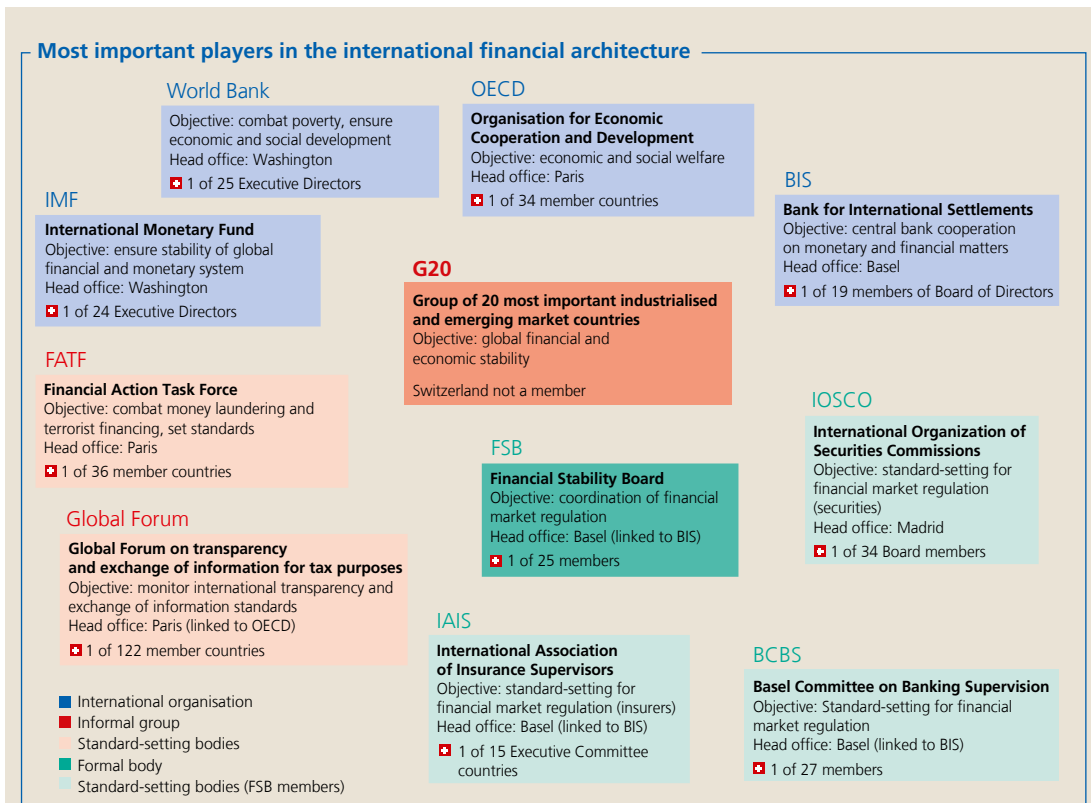 Most important players in the international financial architecture
World Bank
Objective: combat poverty, ensure
economic and social development
Head office: Washington
1 of 25 Executive Directors
OECD
Organisation for Economic
Cooperation and Development
Objective: economic and social welfare
Head office: Paris
1 of 34 member countries
BIS
Bank for International Settlements
Objective: central bank cooperation
on monetary and financial matters
Head office: Basel
1 of 19 members of Board of Directors
IMF
International Monetary Fund
Objective: ensure stability of global
financial and monetary system
Head office: Washington
1 of 24 Executive Directors
G20
Group of 20 most important industrialised
and emerging market countries
Objective: global financial and
economic stability
Switzerland not a member
FATF
Financial Action Task Force
Objective: combat money laundering and
terrorist financing, set standards
Head office: Paris
1 of 36 member countries
IOSCO
International Organization of
Securities Commissions
Objective: standard-setting for
financial market regulation
(securities)
Head office: Madrid
1 of 34 Board members
FSB
Financial Stability Board
Objective: coordination of financial
market regulation
Head office: Basel (linked to BIS)
1 of 25 members
Global Forum
Global Forum on transparency
and exchange of information for tax purposes
Objective: monitor international transparency and
exchange of information standards
Head office: Paris (linked to OECD)
1 of 122 member countries
IAIS
International Association
of Insurance Supervisors
Objective: standard-setting for
financial market regulation (insurers)
Head office: Basel (linked to BIS)
1 of 15 Executive Committee
countries
BCBS
Basel Committee on Banking Supervision
Objective: Standard-setting for financial
market regulation
Head office: Basel (linked to BIS)
1 of 27 members
International organisation
Informal group
Standard-setting bodies
Formal body
Standard-setting bodies (FSB members)